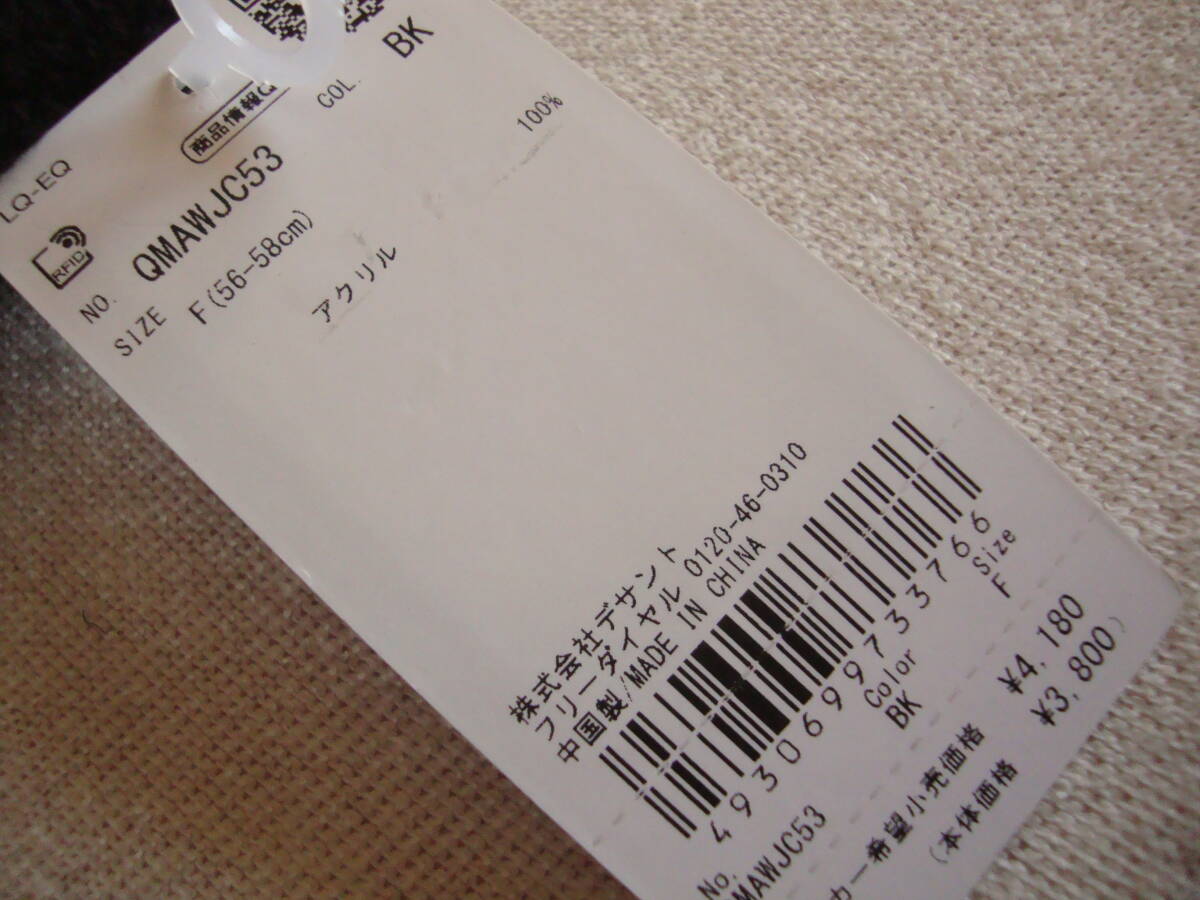 LQ-EQ
商品情報
RFID
NO. QMAWJC53 COL. BK
SIZE F(56-58cm)
アクリル 100%
株式会社デサント
フリーダイヤル 0120-46-0310
中国製/MADE IN CHINA
4930699733766
No. Color Size
MAWJC53 BK F
カー希望小売価格 ¥4,180
(本体価格 ¥3,800)